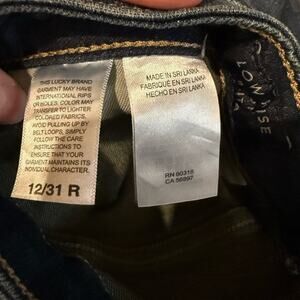 THIS LUCKY BRAND
GARMENT MAY HAVE
INTENTIONAL RIPS
OR HOLES, COLOR MAY
TRANSFER TO LIGHTER
COLORED FABRICS,
AVOID PULLING UP BY
BELT LOOPS, SIMPLY
FOLLOW THE CARE
INSTRUCTIONS TO
ENSURE THAT YOUR
GARMENT MAINTAINS ITS
INDIVIDUAL CHARACTER.
12/31 R
MADE IN SRI LANKA
FABRIQUÉ EN SRI LANKA
HECHO EN SRI LANKA
RN 80318
CA 56897